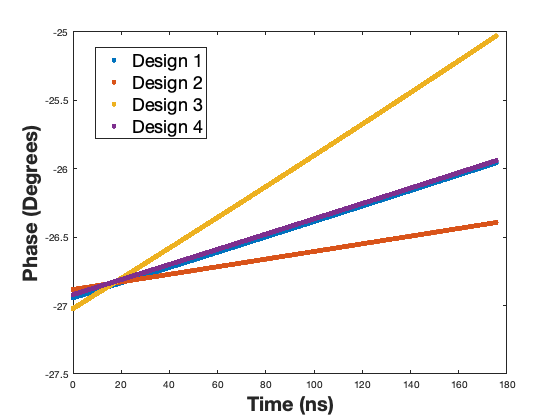 -25
Design 1
Design 2
Design 3
Design 4
-25.5
-26
-26.5
-27
-27.5
Phase (Degrees)
0 20 40 60 80 100 120 140 160 180
Time (ns)